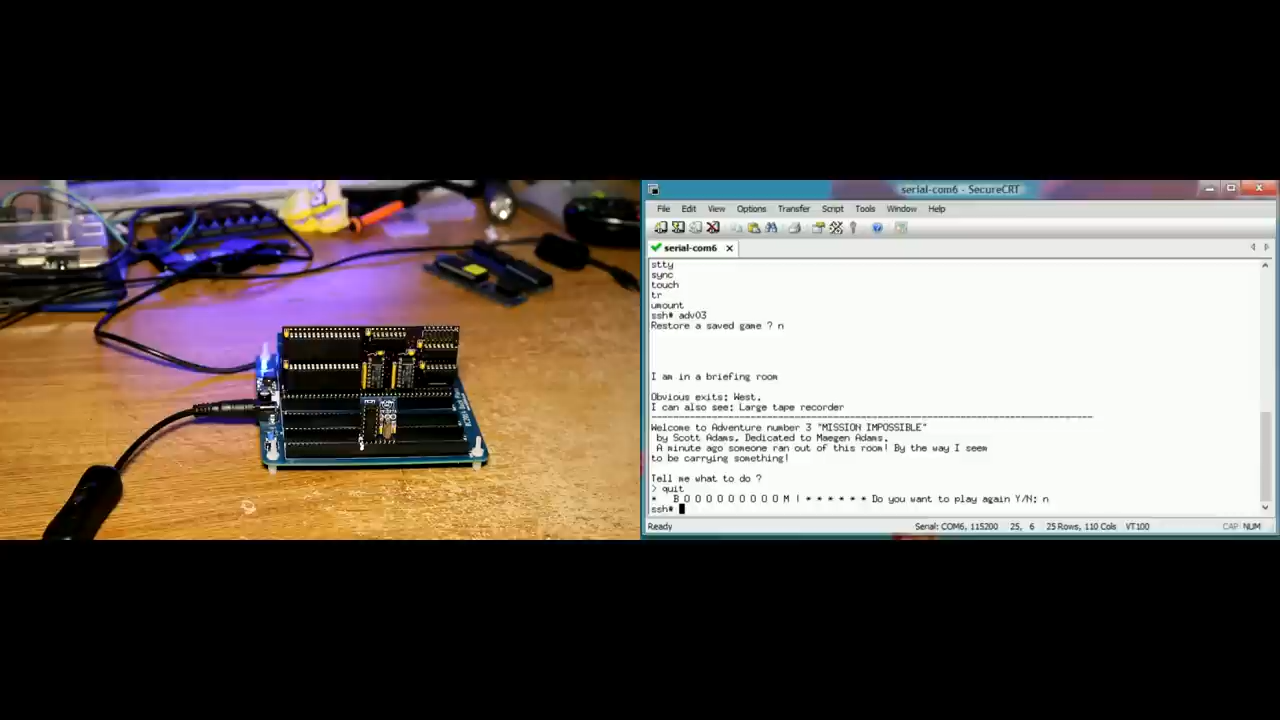 serial-com6 - SecureCRT
File Edit View Options Transfer Script Tools Window Help
serial-com6
stty
sync
touch
tr
umount
ssh# adv03
Restore a saved game ? n
I am in a briefing room
Obvious exits: West.
I can also see: Large tape recorder
Welcome to Adventure number 3 "MISSION IMPOSSIBLE"
by Scott Adams, Dedicated to Maegen Adams.
A minute ago someone ran out of this room! By the way I seem
to be carrying something!
Tell me what to do ?
> quit
* B O O O O O O O O O O M ! * * * * * * Do you want to play again Y/N: n
ssh#
Ready Serial: COM6, 115200 25, 6 25 Rows, 110 Cols VT100 CAP NUM